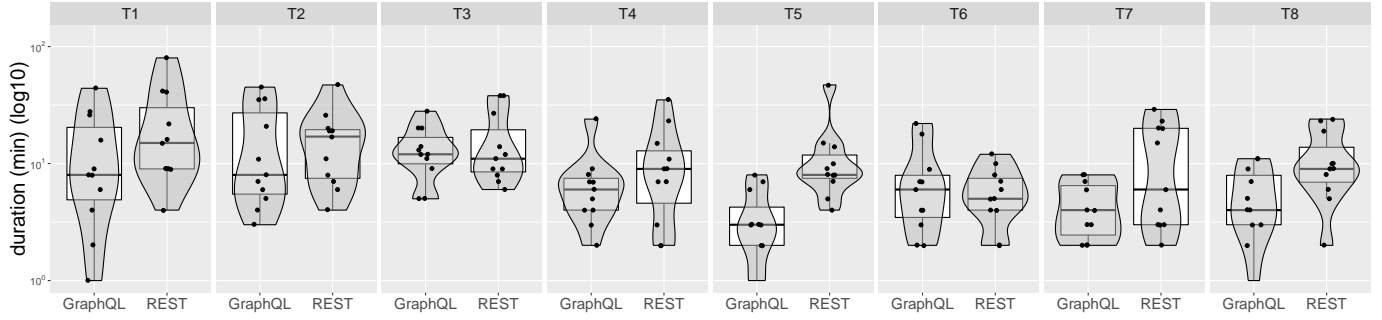 T1 T2 T3 T4 T5 T6 T7 T8
duration (min) (log10)
10²
10¹
10⁰
GraphQL REST GraphQL REST GraphQL REST GraphQL REST GraphQL REST GraphQL REST GraphQL REST GraphQL REST